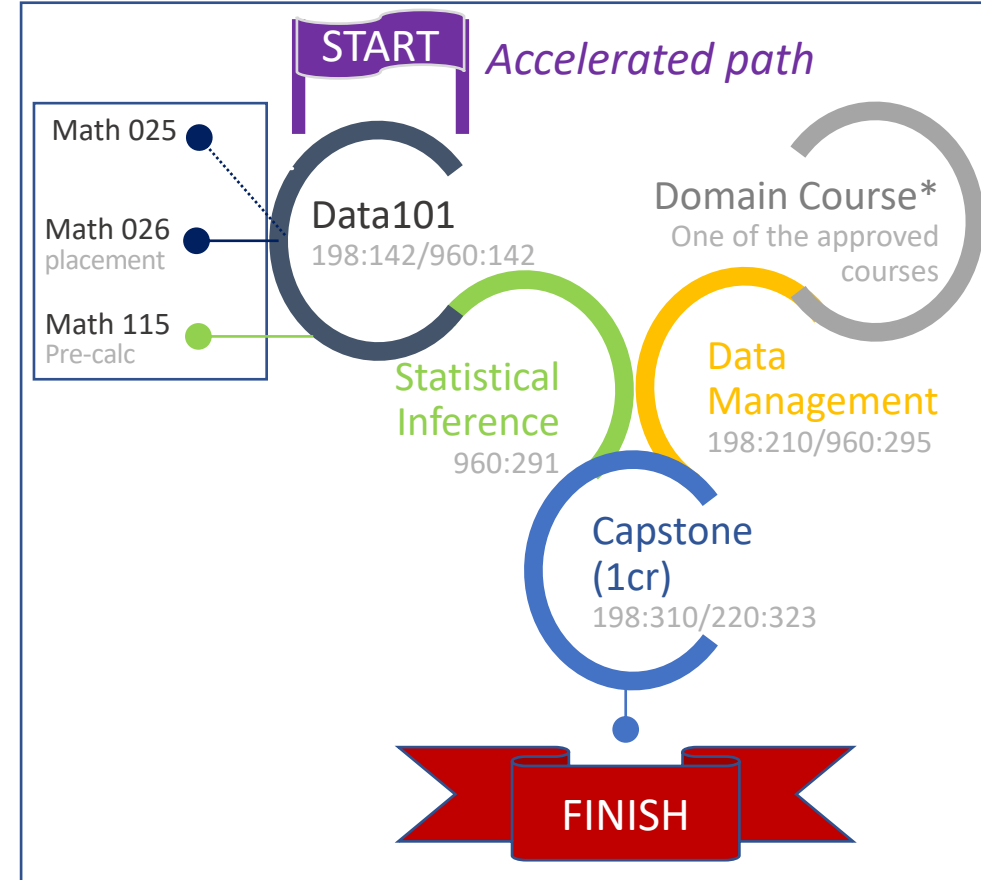 START
Accelerated path
Math 025
Math 026
placement
Math 115
Pre-calc
Data101
198:142/960:142
Domain Course*
One of the approved
courses
Statistical
Inference
960:291
Data
Management
198:210/960:295
Capstone
(1cr)
198:310/220:323
FINISH